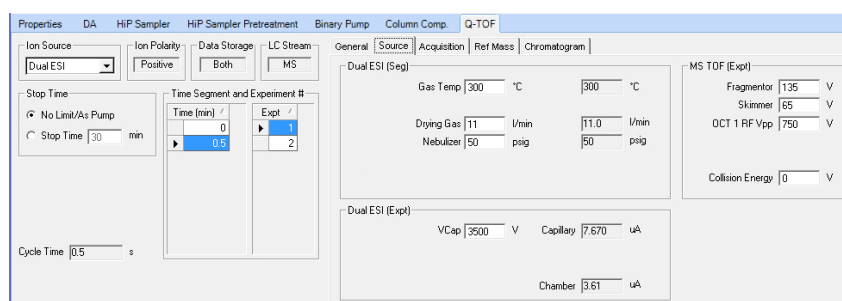 Properties DA HiP Sampler HiP Sampler Pretreatment Binary Pump Column Comp. Q-TOF
Ion Source Ion Polarity Data Storage LC Stream
Dual ESI Positive Both MS
General Source Acquisition Ref Mass Chromatogram
Stop Time
No Limit/As Pump
Stop Time 30 min
Time Segment and Experiment #
Time (min) / Expt /
0 1
0.5 2
Cycle Time 0.5 s
Dual ESI (Seg)
Gas Temp 300 °C 300 °C
Drying Gas 11 l/min 11.0 l/min
Nebulizer 50 psig 50 psig
Dual ESI (Expt)
VCap 3500 V Capillary 7.670 uA
Chamber 3.61 uA
MS TOF (Expt)
Fragmentor 135 V
Skimmer 65 V
OCT 1 RF Vpp 750 V
Collision Energy 0 V